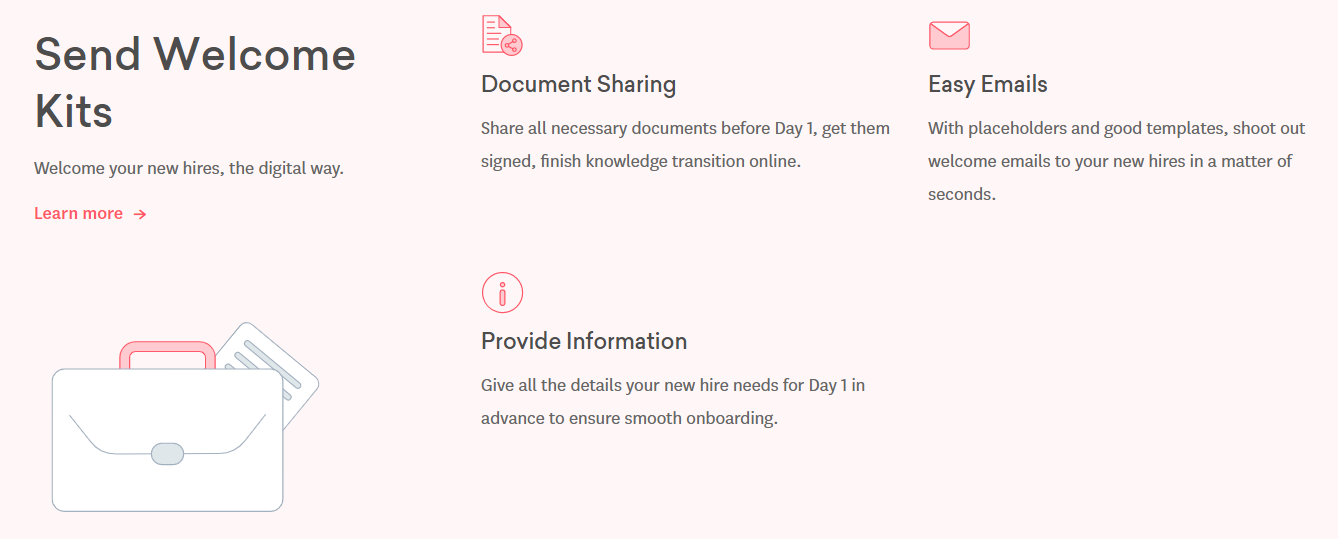 Send Welcome
Kits
Welcome your new hires, the digital way.
Learn more →
Document Sharing
Share all necessary documents before Day 1, get them
signed, finish knowledge transition online.
Easy Emails
With placeholders and good templates, shoot out
welcome emails to your new hires in a matter of
seconds.
Provide Information
Give all the details your new hire needs for Day 1 in
advance to ensure smooth onboarding.